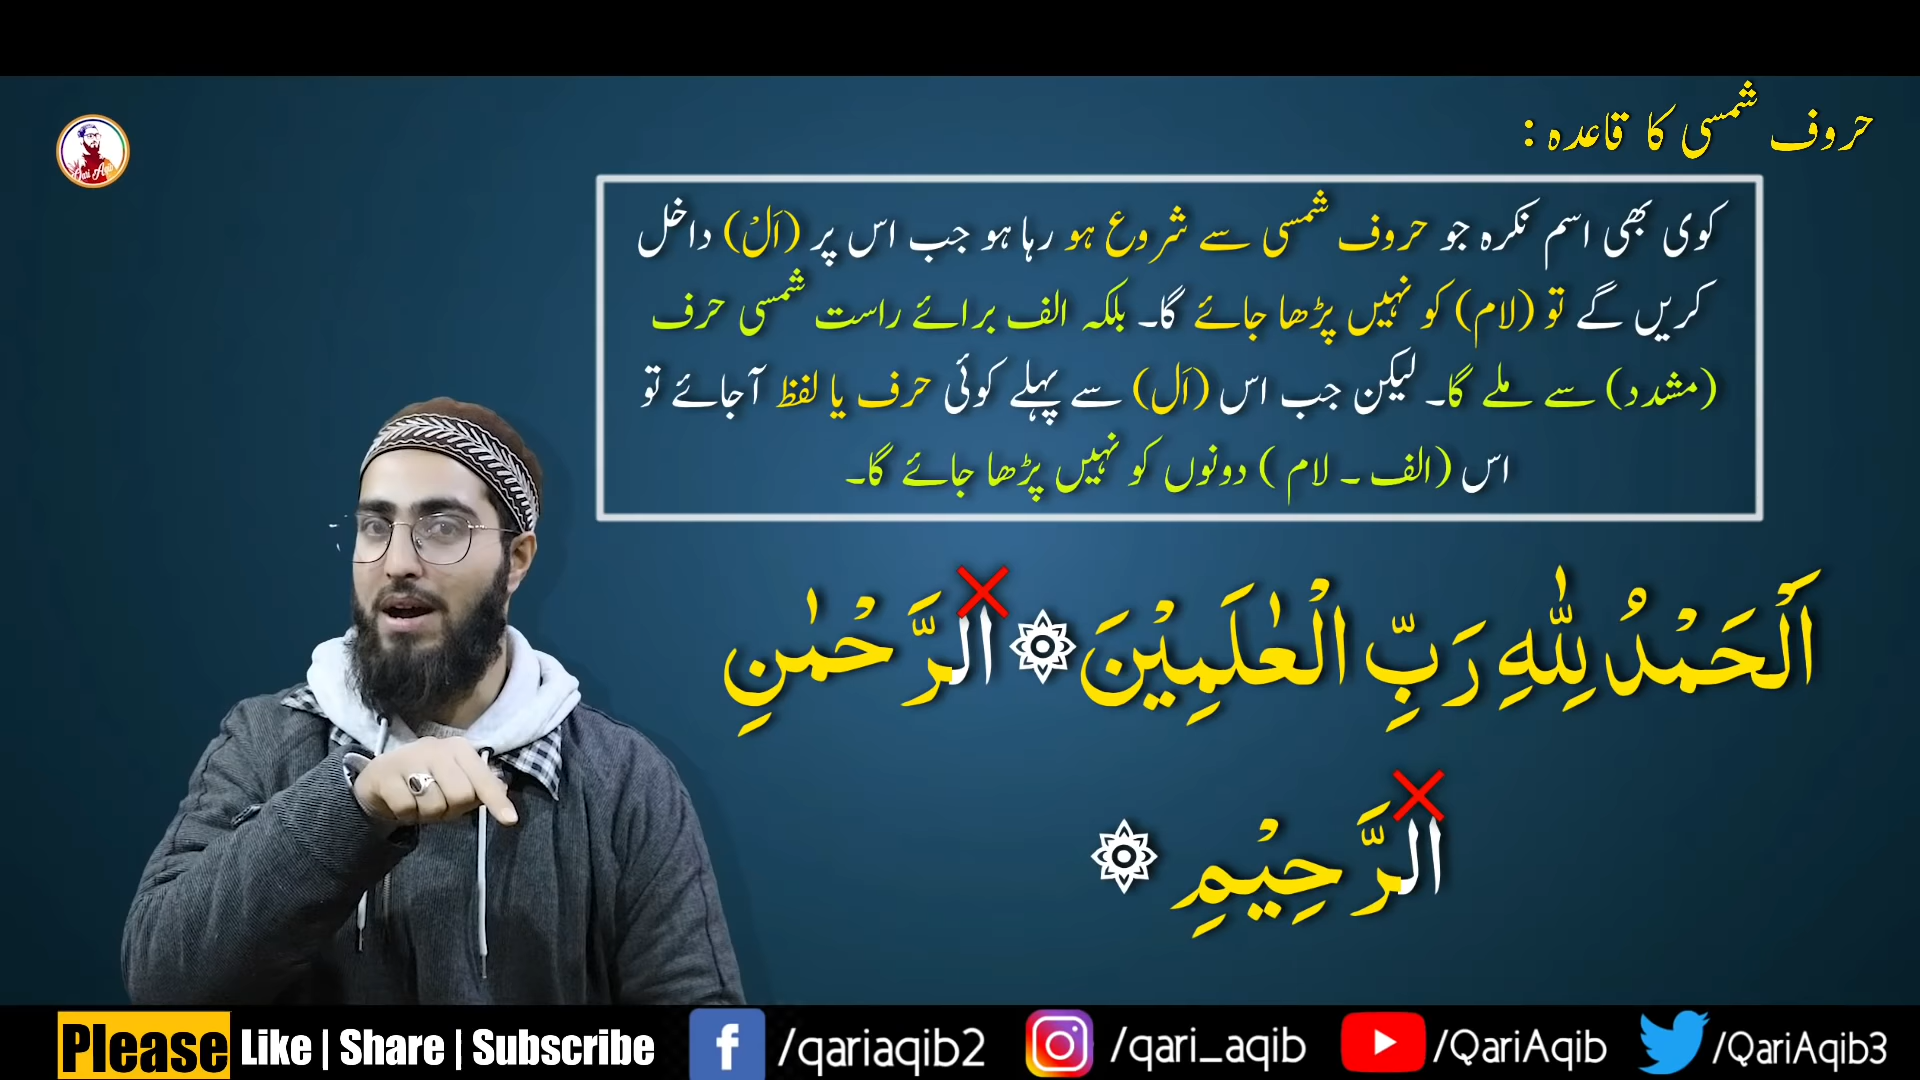 حروف شمسی کا قاعدہ :
کوی بھی اسم نکرہ جو حروف شمسی سے شروع ہو رہا ہو جب اس پر (اَلْ) داخل
کریں گے تو (لام) کو نہیں پڑھا جائے گا۔ بلکہ الف برائے راست شمسی حرف
(مشدد) سے ملے گا۔ لیکن جب اس (اَل) سے پہلے کوئی حرف یا لفظ آجائے تو
اس (الف ۔ لام ) دونوں کو نہیں پڑھا جائے گا۔
اَلْحَمْدُ لِلّٰهِ رَبِّ الْعٰلَمِیْنَ۞ الرَّحْمٰنِ
الرَّحِیْمِ ۞
Qari Aqib
Please Like | Share | Subscribe /qariaqib2 /qari_aqib /QariAqib /QariAqib3